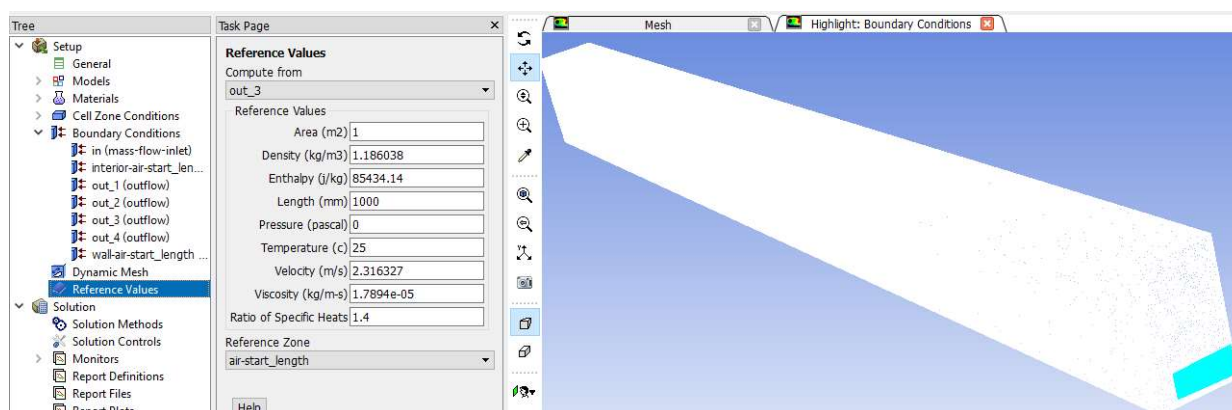 Tree
Setup
General
Models
Materials
Cell Zone Conditions
Boundary Conditions
in (mass-flow-inlet)
interior-air-start_len...
out_1 (outflow)
out_2 (outflow)
out_3 (outflow)
out_4 (outflow)
wall-air-start_length ...
Dynamic Mesh
Reference Values
Solution
Solution Methods
Solution Controls
Monitors
Report Definitions
Report Files
Report Plots
Task Page
Reference Values
Compute from
out_3
Reference Values
Area (m2) 1
Density (kg/m3) 1.186038
Enthalpy (j/kg) 85434.14
Length (mm) 1000
Pressure (pascal) 0
Temperature (c) 25
Velocity (m/s) 2.316327
Viscosity (kg/m-s) 1.7894e-05
Ratio of Specific Heats 1.4
Reference Zone
air-start_length
Help
Mesh
Highlight: Boundary Conditions